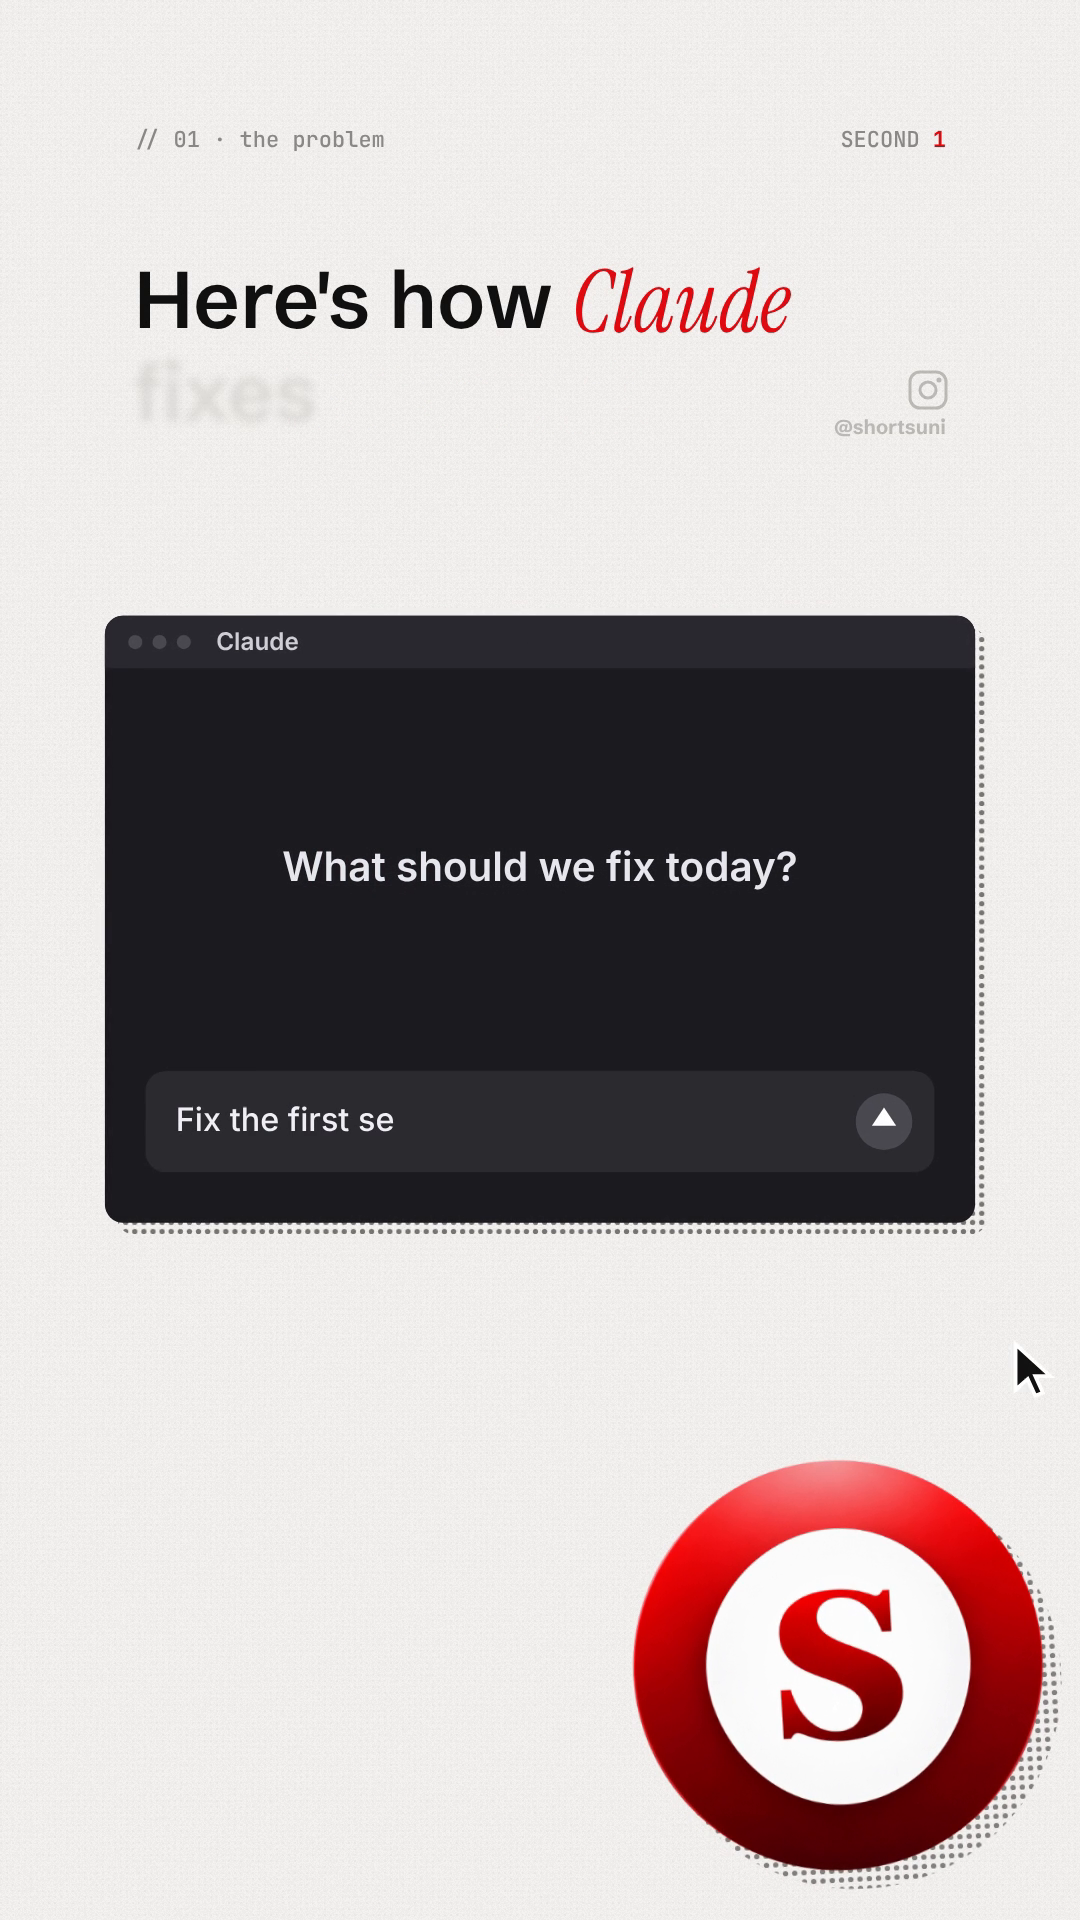 // 01 · the problem
SECOND 1
Here's how Claude
fixes
@shortsuni
Claude
What should we fix today?
Fix the first se
S